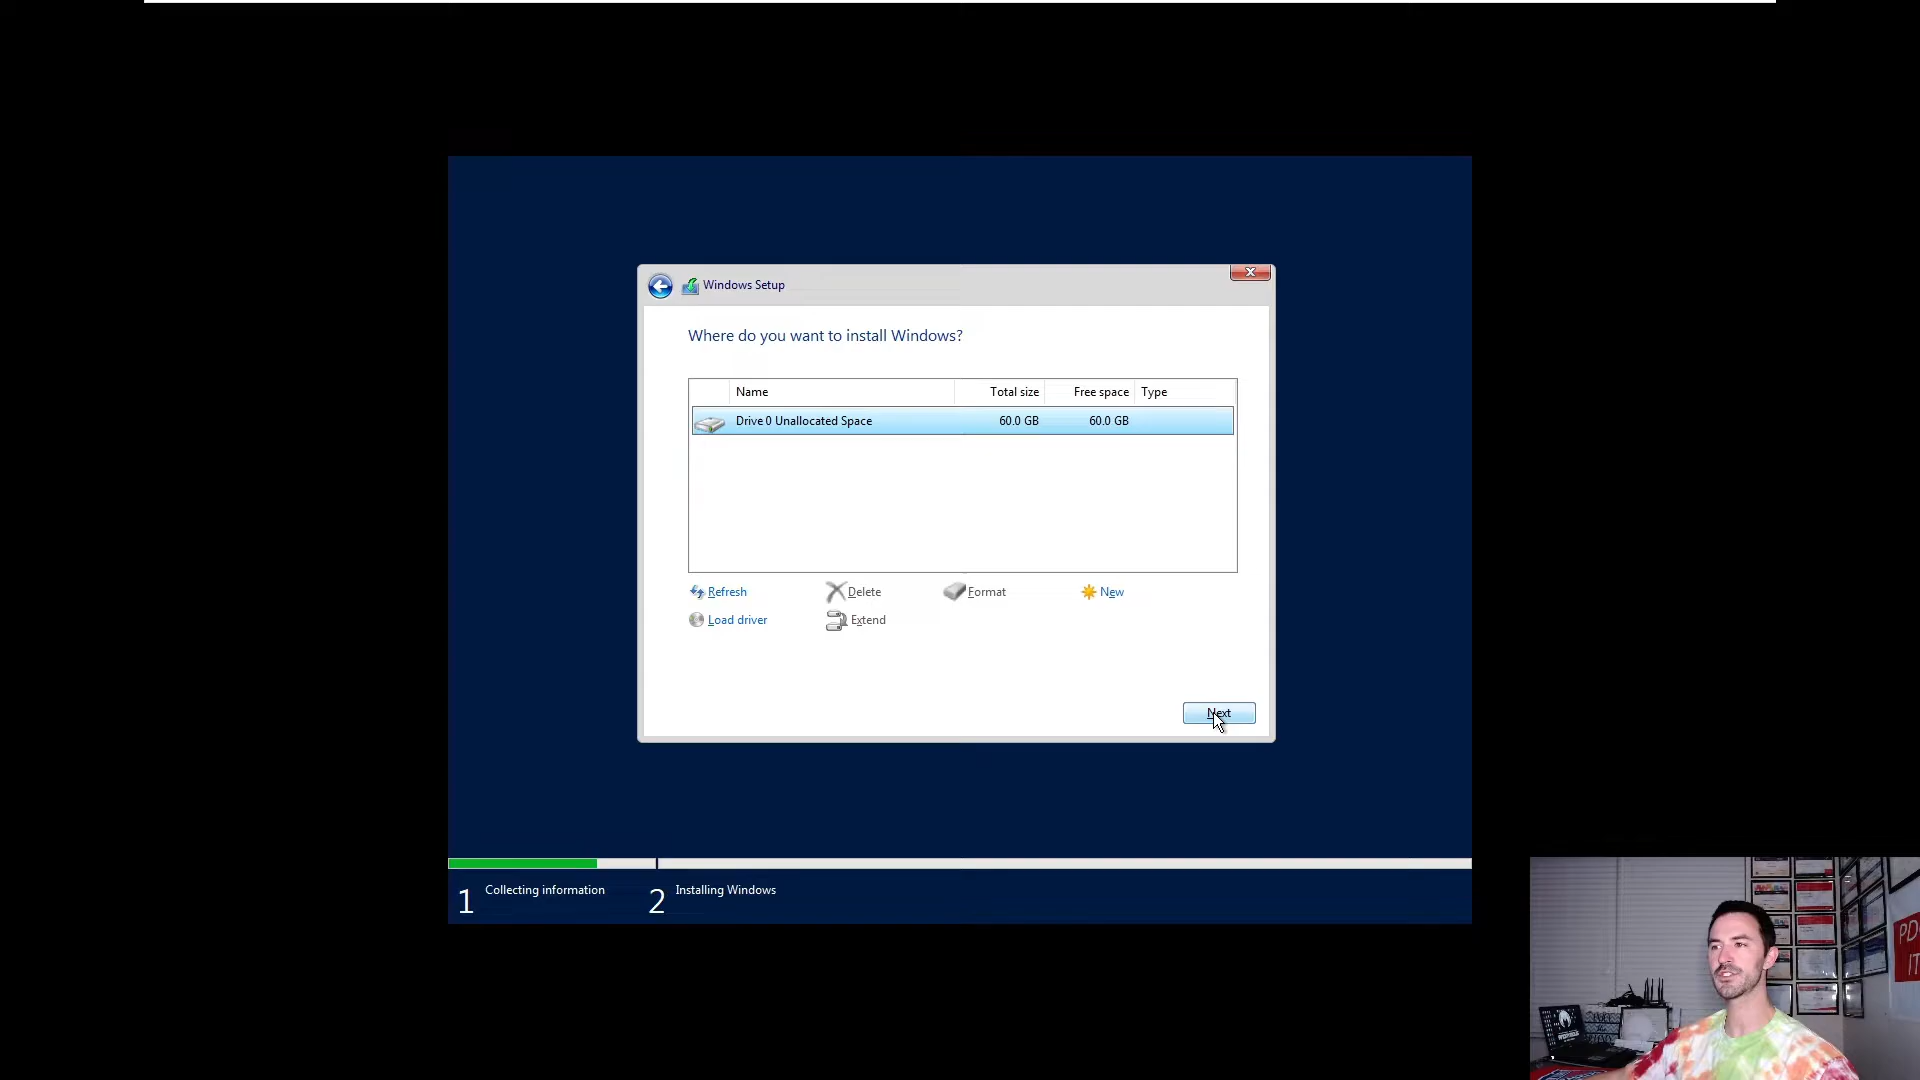 Windows Setup
Where do you want to install Windows?
Name Total size Free space Type
Drive 0 Unallocated Space 60.0 GB 60.0 GB
Refresh Delete Format New
Load driver Extend
Next
1 Collecting information 2 Installing Windows
PD
IT